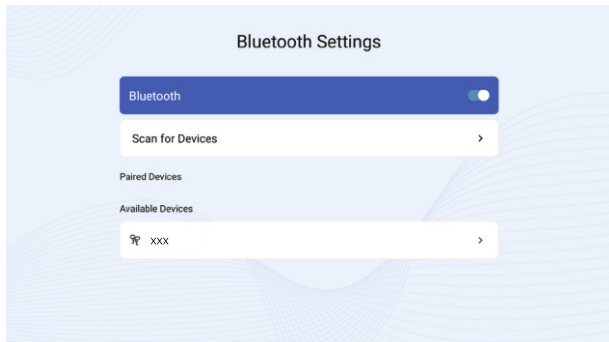 Bluetooth Settings
Bluetooth
Scan for Devices
Paired Devices
Available Devices
xxx